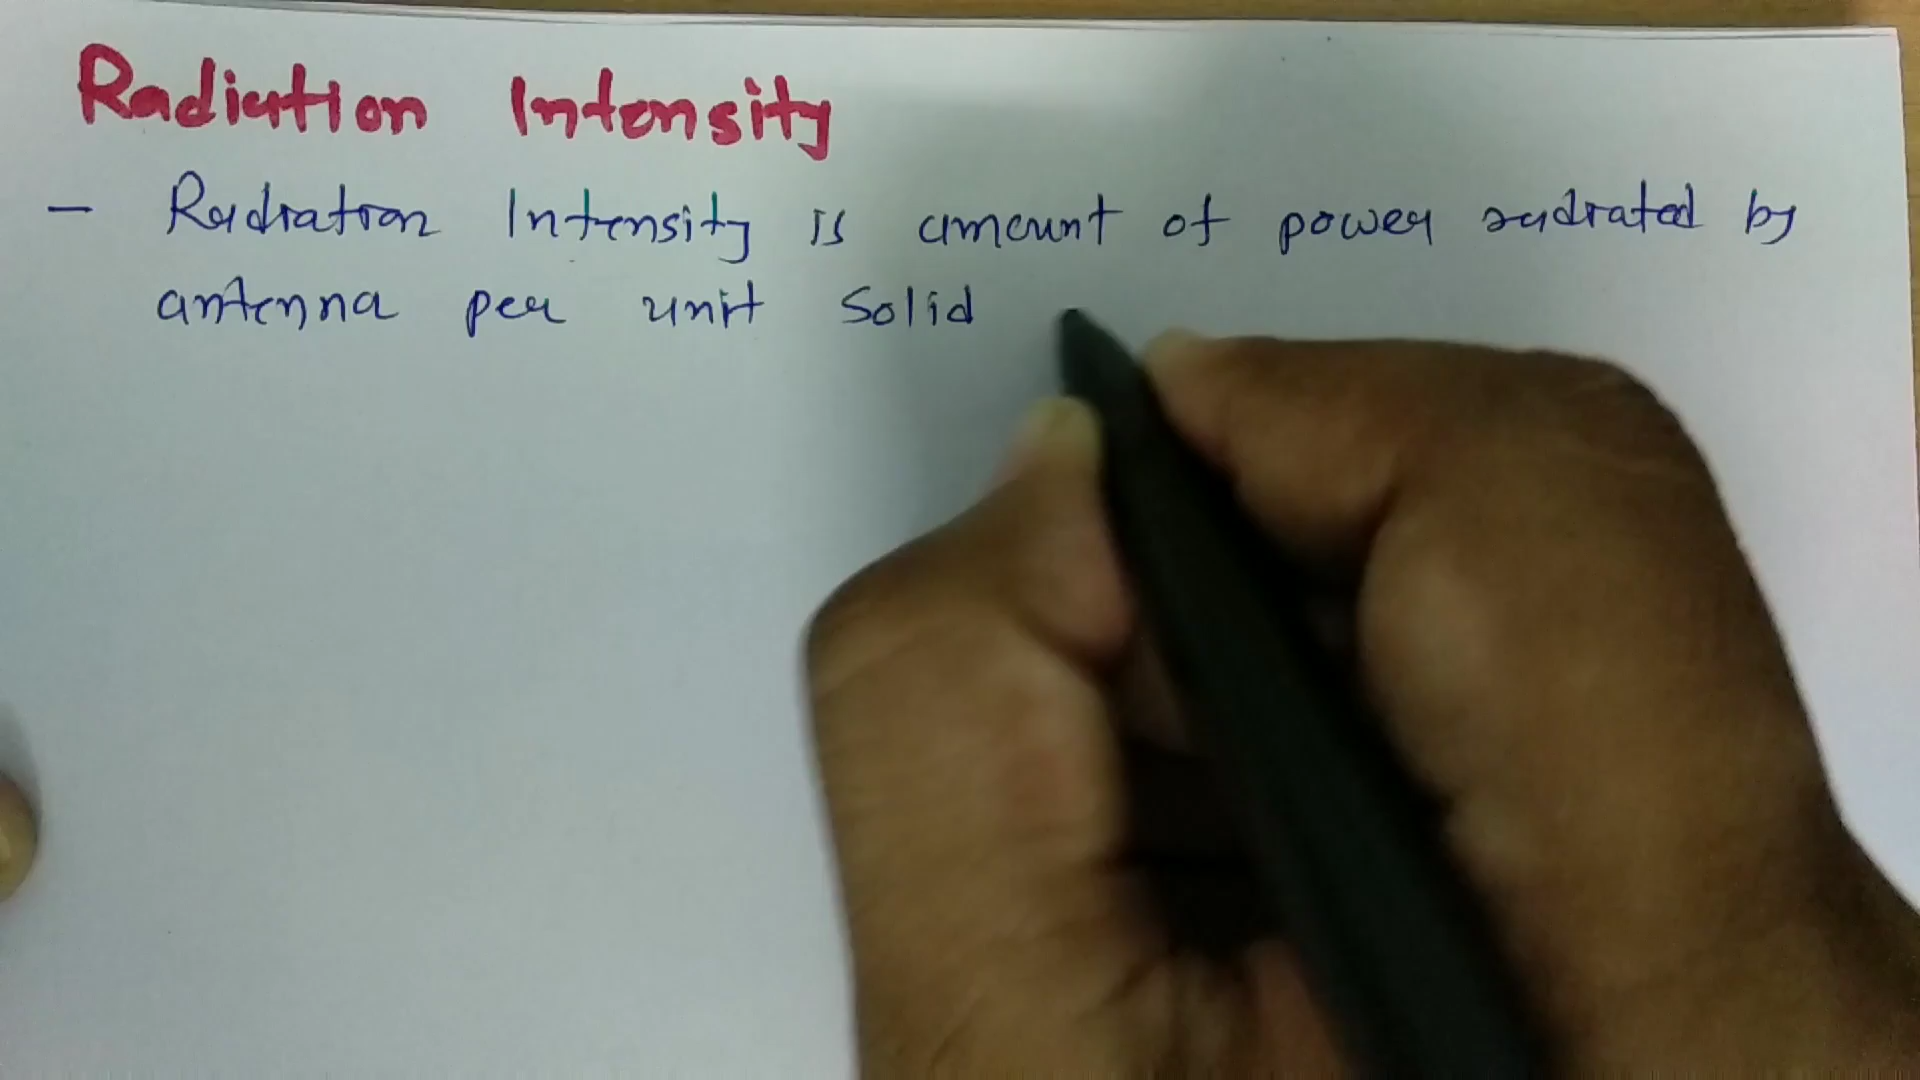 Radiation Intensity
- Radiation Intensity is amount of power radiated by
antenna per unit Solid